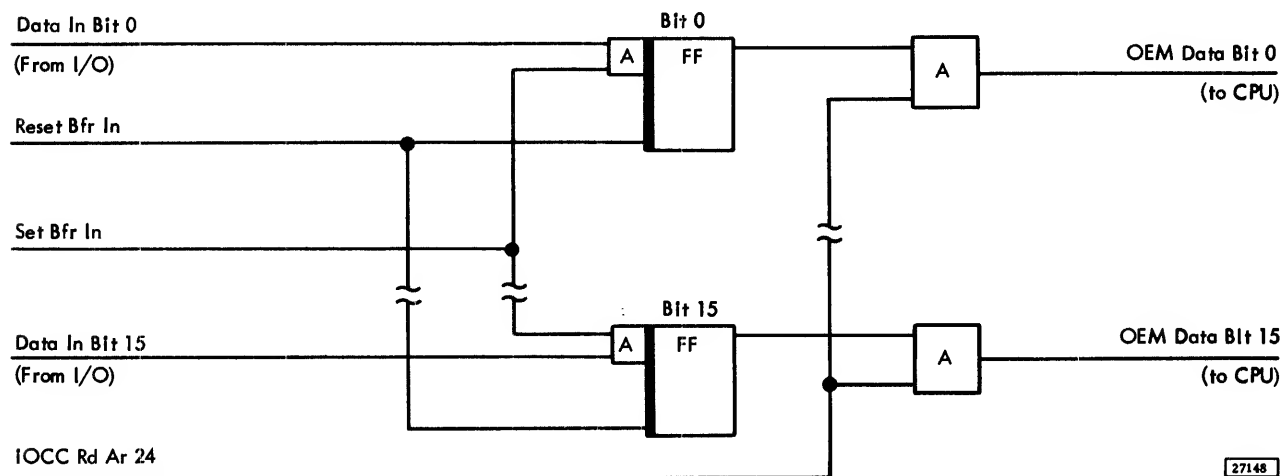 Data In Bit 0
(From I/O)
Reset Bfr In
Set Bfr In
Data In Bit 15
(From I/O)
IOCC Rd Ar 24
Bit 0
A
FF
A
OEM Data Bit 0
(to CPU)
Bit 15
A
FF
A
OEM Data Bit 15
(to CPU)
27148